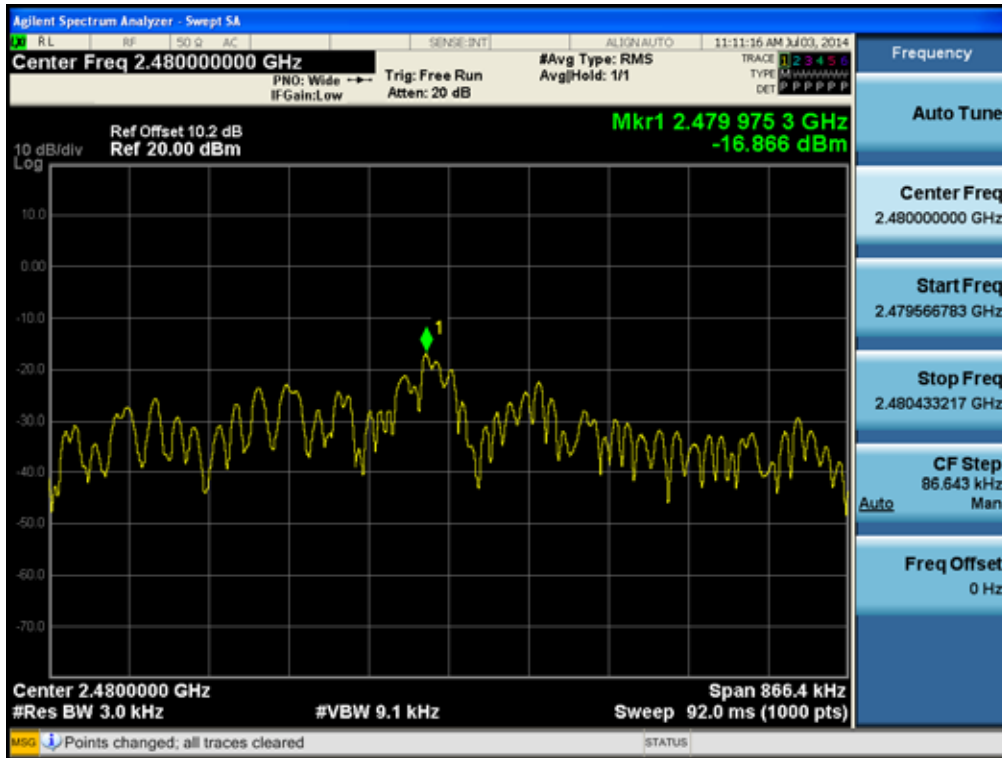 Agilent Spectrum Analyzer - Swept SA
RL RF 50 Ω AC SENSE:INT ALIGN AUTO 11:11:16 AM Jul 03, 2014
Center Freq 2.480000000 GHz #Avg Type: RMS TRACE 1 2 3 4 5 6
PNO: Wide Trig: Free Run Avg|Hold: 1/1 TYPE M
IFGain:Low Atten: 20 dB DET P P P P P P
Mkr1 2.479 975 3 GHz
-16.866 dBm
Ref Offset 10.2 dB
10 dB/div Ref 20.00 dBm
Log
10.0
0.00
-10.0
1
-20.0
-30.0
-40.0
-50.0
-60.0
-70.0
Center 2.4800000 GHz Span 866.4 kHz
#Res BW 3.0 kHz #VBW 9.1 kHz Sweep 92.0 ms (1000 pts)
MSG Points changed; all traces cleared STATUS
Frequency
Auto Tune
Center Freq
2.480000000 GHz
Start Freq
2.479566783 GHz
Stop Freq
2.480433217 GHz
CF Step
86.643 kHz
Auto Man
Freq Offset
0 Hz